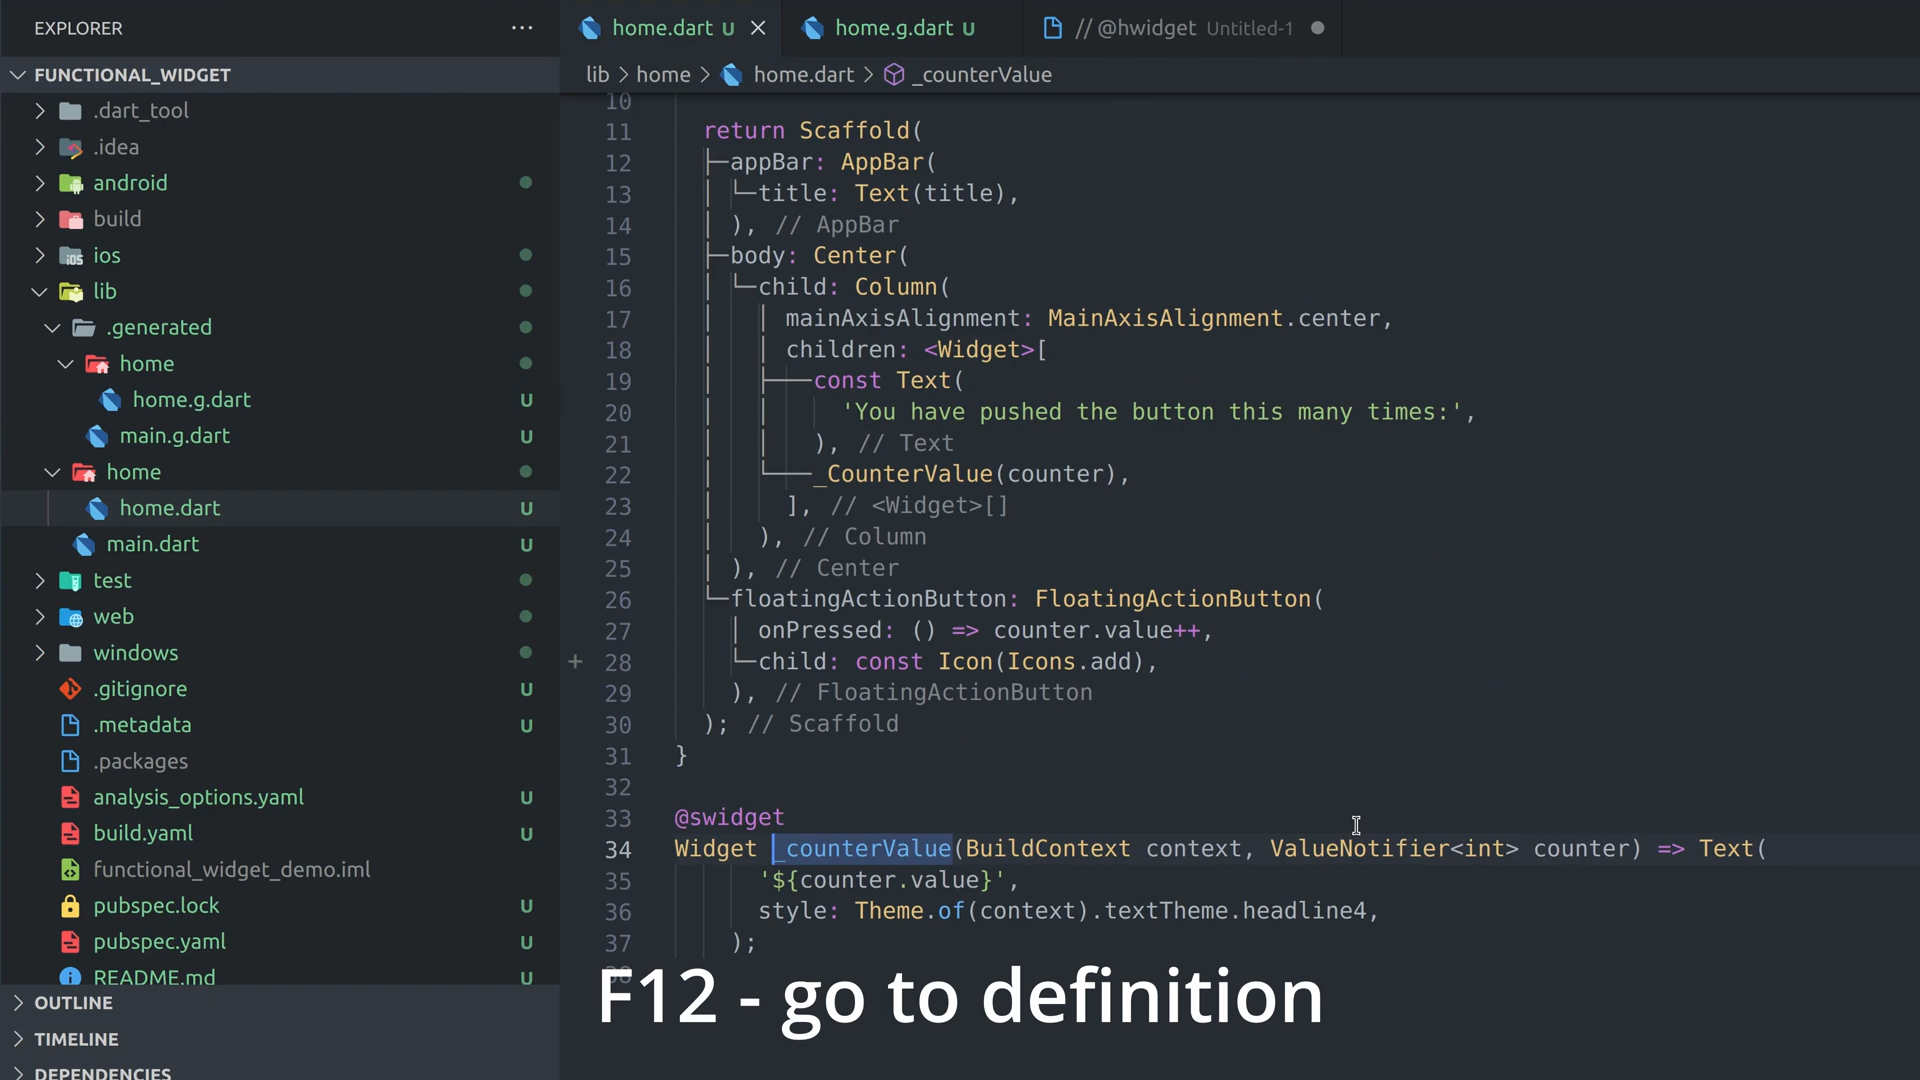 EXPLORER
FUNCTIONAL_WIDGET
.dart_tool
.idea
android
build
ios
lib
.generated
home
home.g.dart U
main.g.dart U
home
home.dart U
main.dart U
test
web
windows
.gitignore U
.metadata U
.packages
analysis_options.yaml U
build.yaml U
functional_widget_demo.iml
pubspec.lock U
pubspec.yaml U
README.md U
OUTLINE
TIMELINE
DEPENDENCIES
home.dart U
home.g.dart U
// @hwidget Untitled-1
lib > home > home.dart > _counterValue
10
11 return Scaffold(
12 appBar: AppBar(
13 title: Text(title),
14 ), // AppBar
15 body: Center(
16 child: Column(
17 mainAxisAlignment: MainAxisAlignment.center,
18 children: <Widget>[
19 const Text(
20 'You have pushed the button this many times:',
21 ), // Text
22 _CounterValue(counter),
23 ], // <Widget>[]
24 ), // Column
25 ), // Center
26 floatingActionButton: FloatingActionButton(
27 onPressed: () => counter.value++,
28 child: const Icon(Icons.add),
29 ), // FloatingActionButton
30 ); // Scaffold
31 }
32
33 @swidget
34 Widget _counterValue(BuildContext context, ValueNotifier<int> counter) => Text(
35 '${counter.value}',
36 style: Theme.of(context).textTheme.headline4,
37 );
38
F12 - go to definition